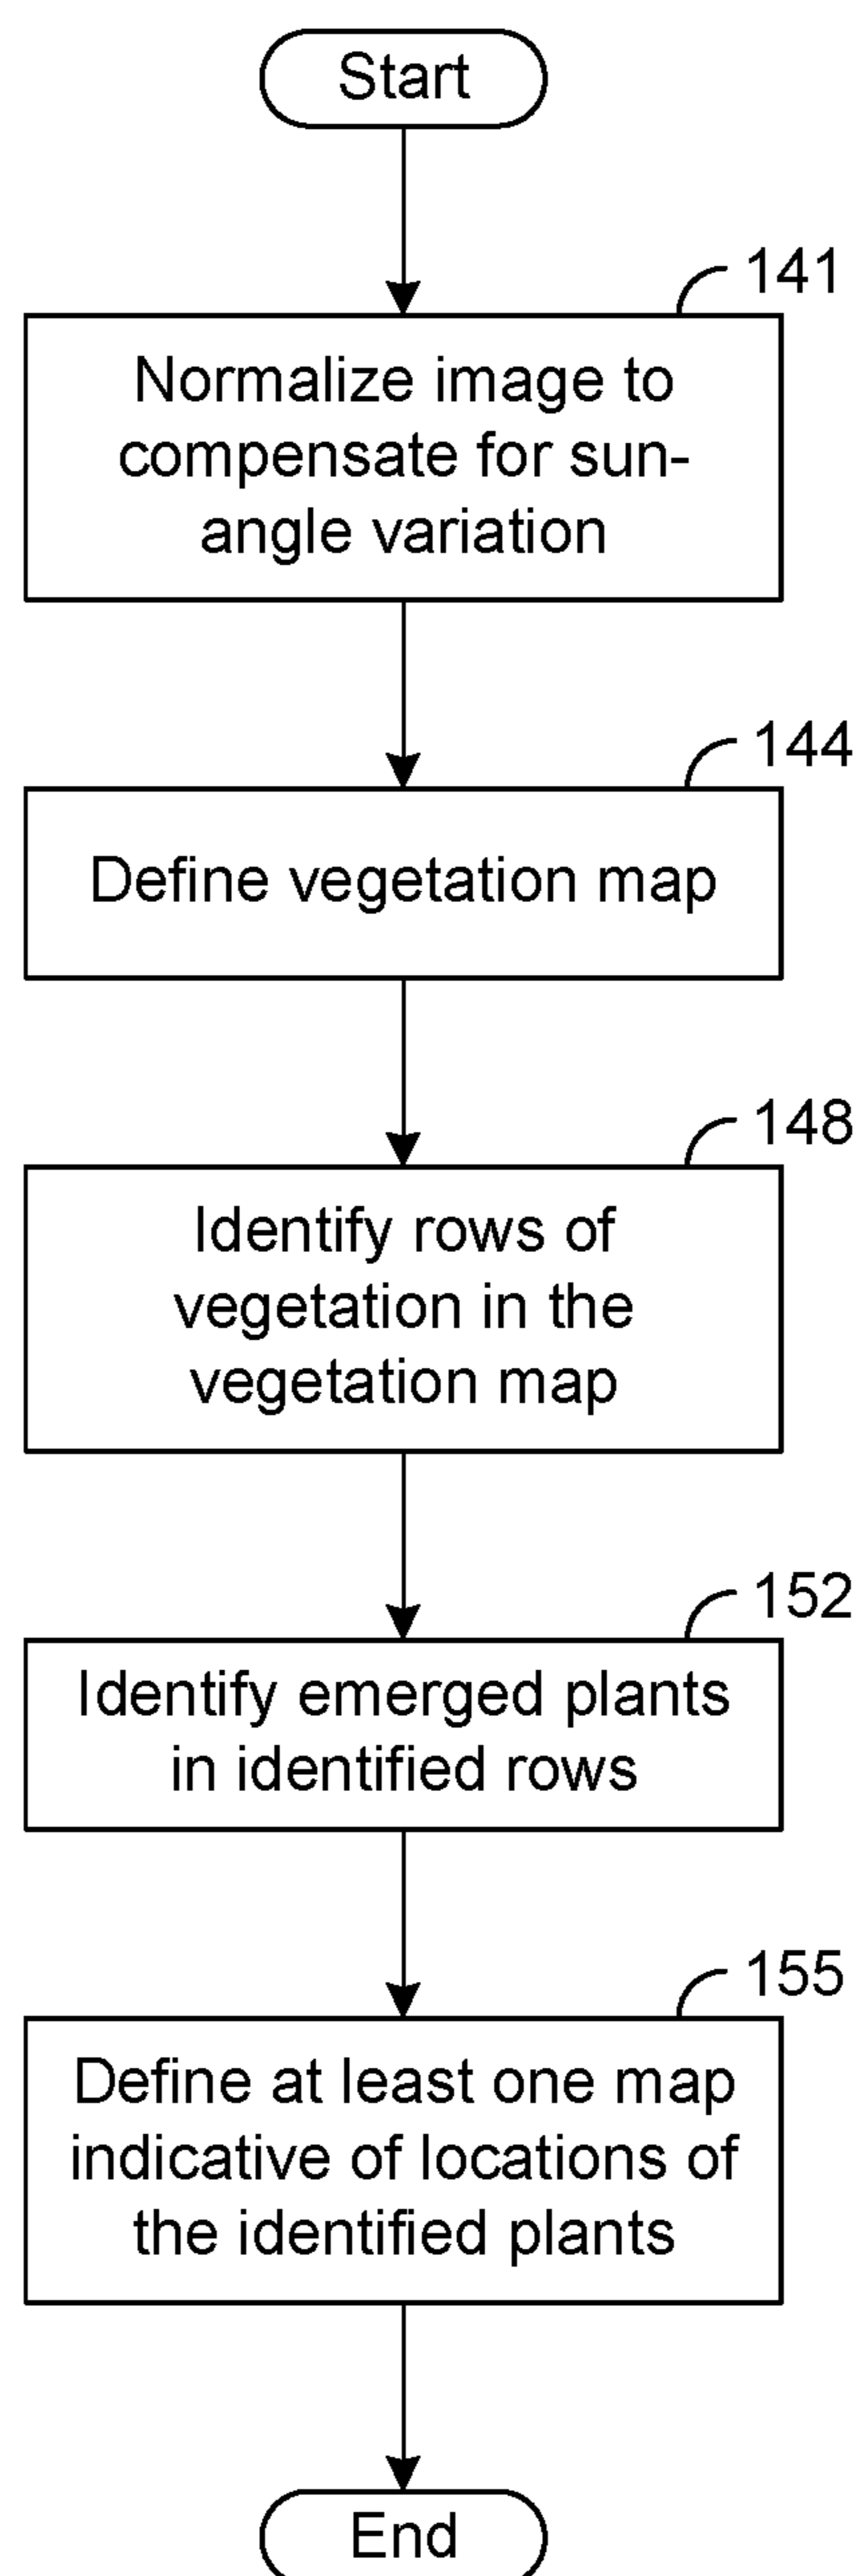 Start
141
Normalize image to
compensate for sun-
angle variation
144
Define vegetation map
148
Identify rows of
vegetation in the
vegetation map
152
Identify emerged plants
in identified rows
155
Define at least one map
indicative of locations of
the identified plants
End